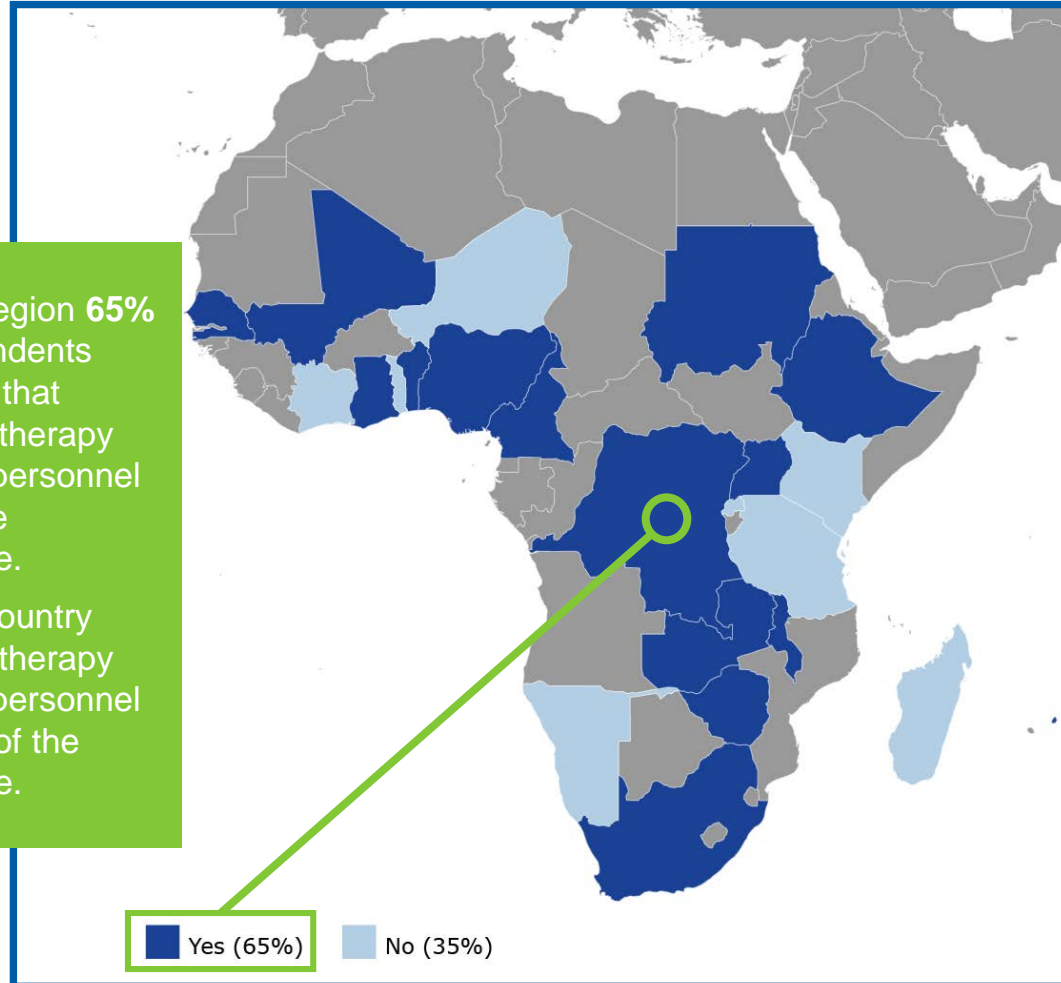 egion 65%
ndents
that
therapy
personnel
e
e.
ountry
therapy
personnel
of the
e.
Yes (65%)
No (35%)